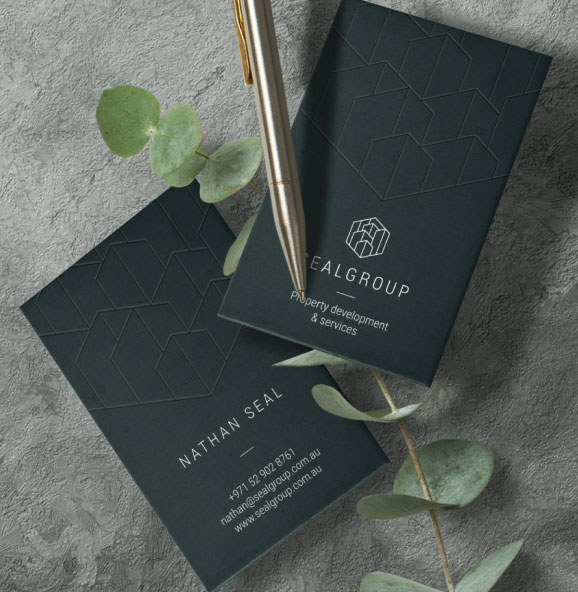 SEALGROUP
Property development
& services
NATHAN SEAL
+971 52 902 8761
nathan@sealgroup.com.au
www.sealgroup.com.au